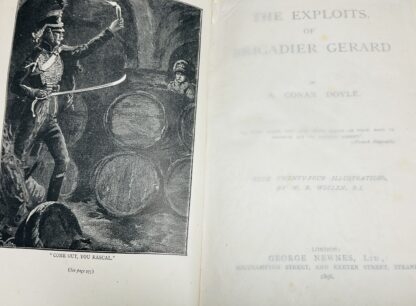 "COME OUT, YOU RASCAL."
(See page
THE EXPLOITS.
OF
BRIGADIER GERARD
BY
A. CONAN DOYLE.
WITH TWENTY-FOUR ILLUSTRATIONS,
BY W. B. WOLLEN, R.I.
LONDON:
GEORGE NEWNES, LTD.,
SOUTHAMPTON STREET, AND EXETER STREET, STRAND
1896.